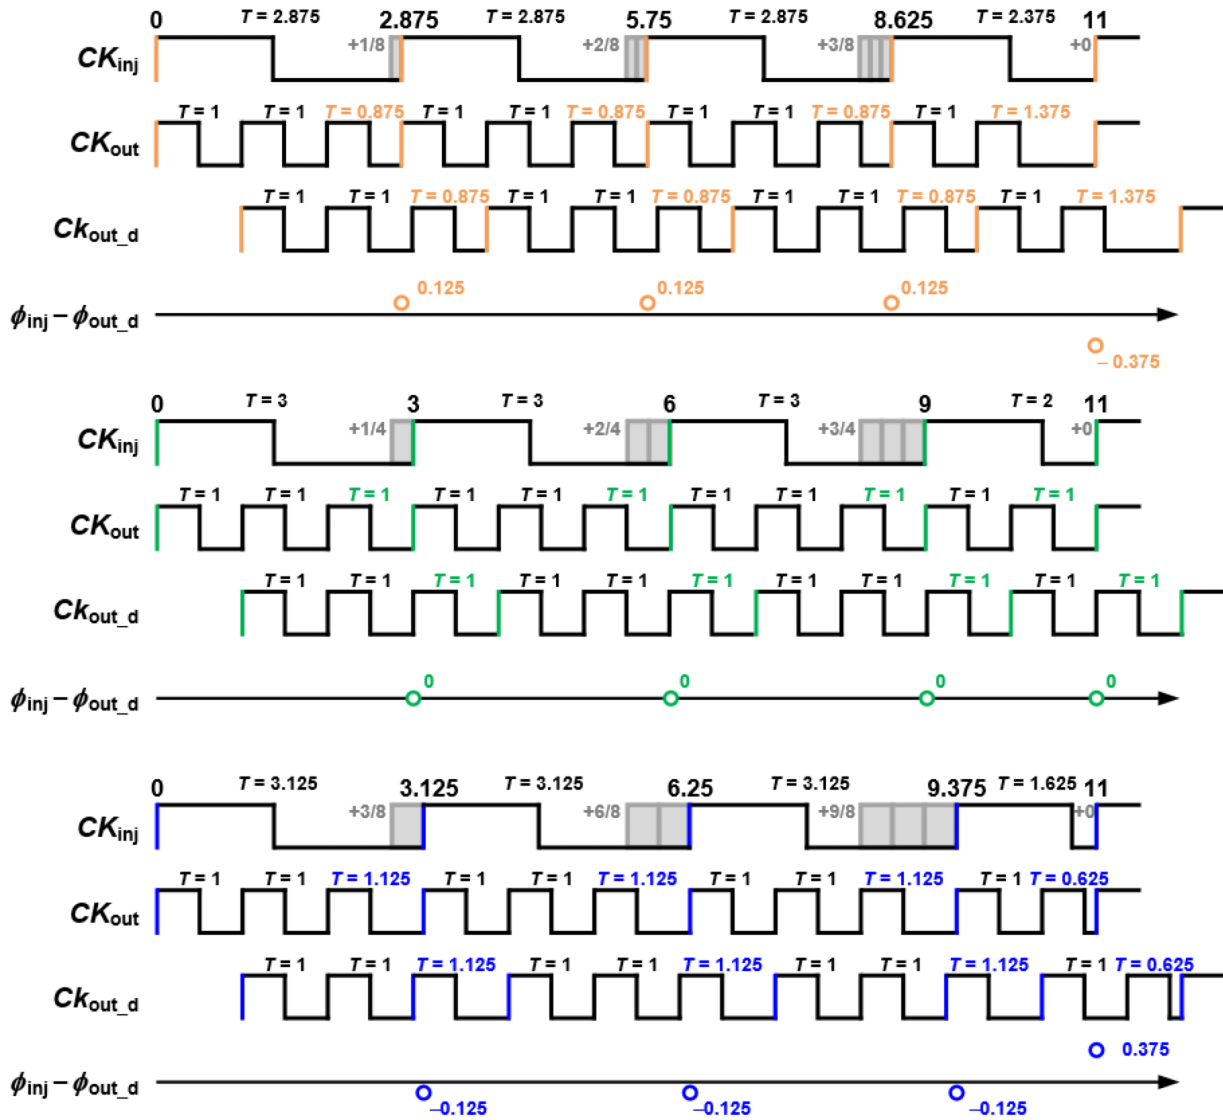 0 T = 2.875 2.875 T = 2.875 5.75 T = 2.875 8.625 T = 2.375 11
CKinj +1/8 +2/8 +3/8 +0
T = 1 T = 1 T = 0.875 T = 1 T = 1 T = 0.875 T = 1 T = 1 T = 0.875 T = 1 T = 1.375
CKout
T = 1 T = 1 T = 0.875 T = 1 T = 1 T = 0.875 T = 1 T = 1 T = 0.875 T = 1 T = 1.375
Ckout_d
0.125 0.125 0.125
ϕinj – ϕout_d
– 0.375
0 T = 3 3 T = 3 6 T = 3 9 T = 2 11
CKinj +1/4 +2/4 +3/4 +0
T = 1 T = 1 T = 1 T = 1 T = 1 T = 1 T = 1 T = 1 T = 1 T = 1 T = 1
CKout
T = 1 T = 1 T = 1 T = 1 T = 1 T = 1 T = 1 T = 1 T = 1 T = 1 T = 1
Ckout_d
0 0 0 0
ϕinj – ϕout_d
0 T = 3.125 3.125 T = 3.125 6.25 T = 3.125 9.375 T = 1.625 11
CKinj +3/8 +6/8 +9/8 +0
T = 1 T = 1 T = 1.125 T = 1 T = 1 T = 1.125 T = 1 T = 1 T = 1.125 T = 1 T = 0.625
CKout
T = 1 T = 1 T = 1.125 T = 1 T = 1 T = 1.125 T = 1 T = 1 T = 1.125 T = 1 T = 0.625
Ckout_d
0.375
ϕinj – ϕout_d
–0.125 –0.125 –0.125